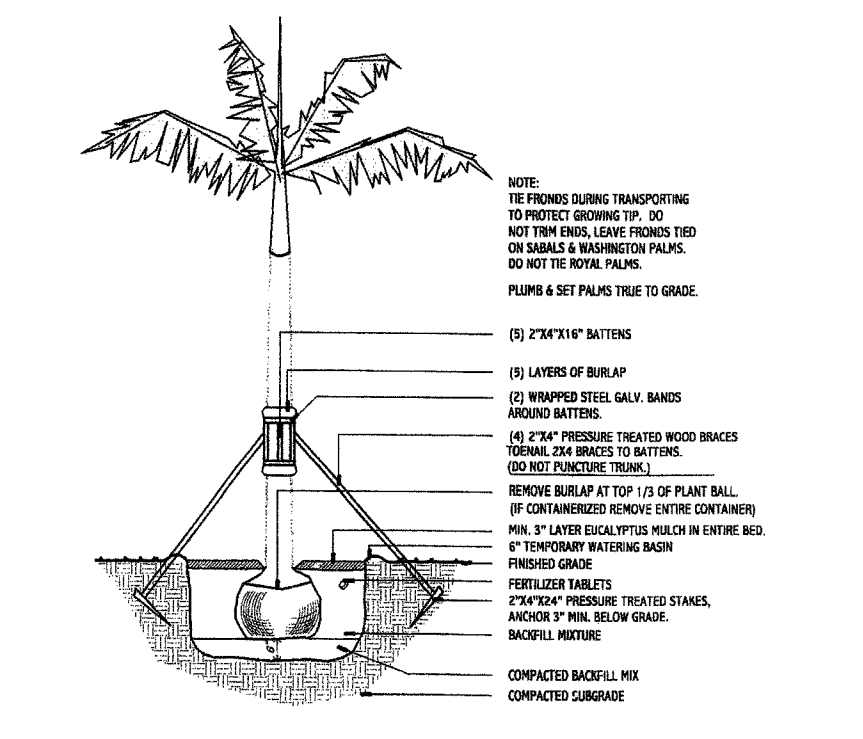 NOTE:
TIE FRONDS DURING TRANSPORTING
TO PROTECT GROWING TIP. DO
NOT TRIM ENDS, LEAVE FRONDS TIED
ON SABALS & WASHINGTON PALMS.
DO NOT TIE ROYAL PALMS.
PLUMB & SET PALMS TRUE TO GRADE.
(5) 2"X4"X16" BATTENS
(5) LAYERS OF BURLAP
(2) WRAPPED STEEL GALV. BANDS
AROUND BATTENS.
(4) 2"X4" PRESSURE TREATED WOOD BRACES
TOENAIL 2X4 BRACES TO BATTENS.
(DO NOT PUNCTURE TRUNK.)
REMOVE BURLAP AT TOP 1/3 OF PLANT BALL.
(IF CONTAINERIZED REMOVE ENTIRE CONTAINER)
MIN. 3" LAYER EUCALYPTUS MULCH IN ENTIRE BED.
6" TEMPORARY WATERING BASIN
FINISHED GRADE
FERTILIZER TABLETS
2"X4"X24" PRESSURE TREATED STAKES,
ANCHOR 3" MIN. BELOW GRADE.
BACKFILL MIXTURE
6"
COMPACTED BACKFILL MIX
COMPACTED SUBGRADE